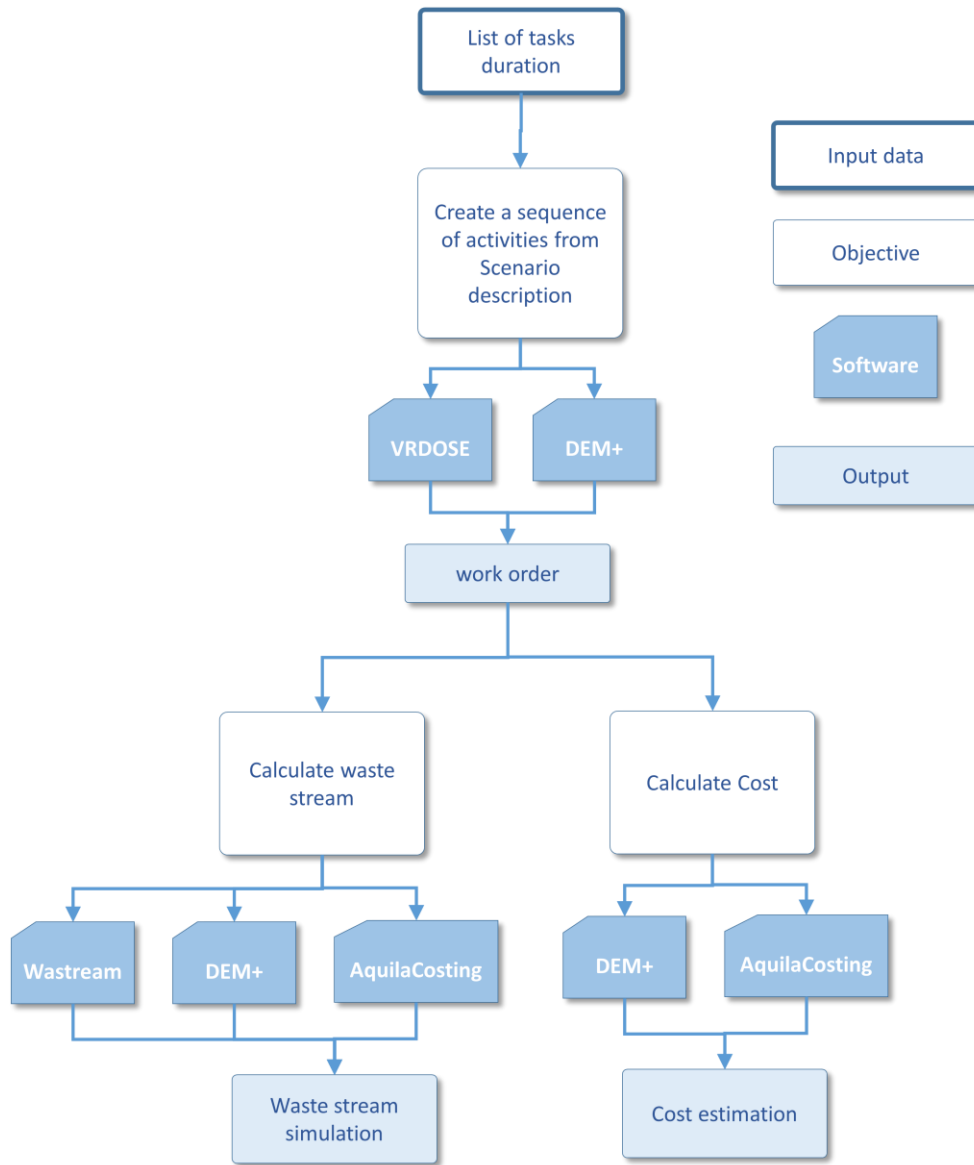 List of tasks
duration
Input data
Create a sequence
of activities from
Scenario
description
Objective
Software
VRDOSE
DEM+
Output
work order
Calculate waste
stream
Calculate Cost
Wastream
DEM+
AquilaCosting
DEM+
AquilaCosting
Waste stream
simulation
Cost estimation